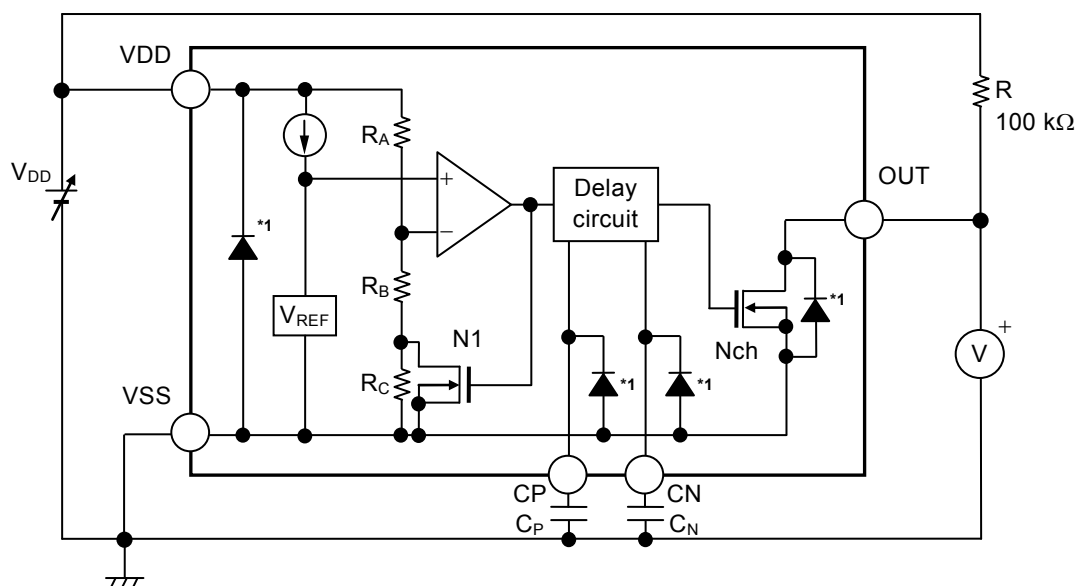 VDD
R
100 kΩ
RA
VDD
+
−
Delay
circuit
OUT
*1
RB
VREF
*1
+
V
Nch
N1
RC
*1
*1
VSS
CP
CN
CP
CN